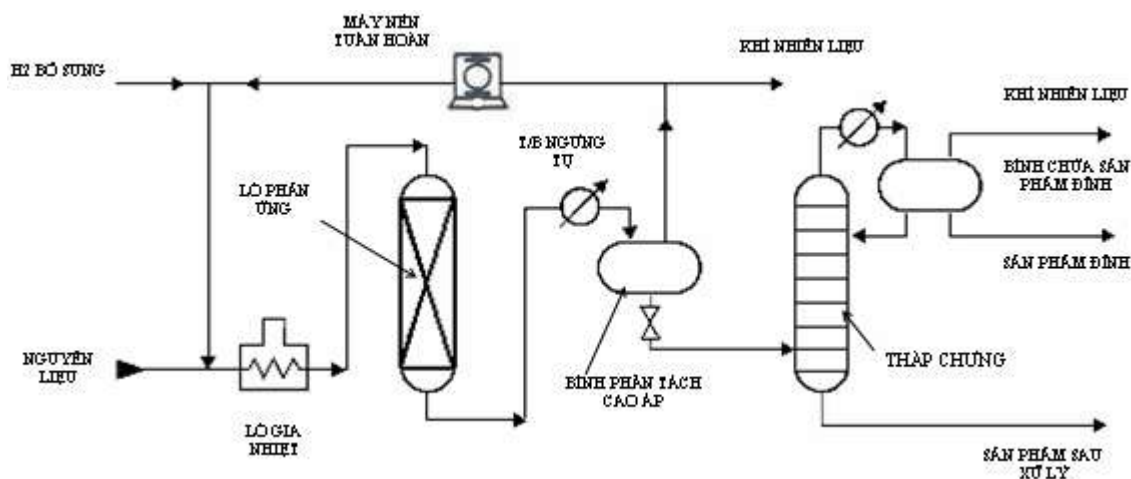 MÁY NÉN
TUẦN HOÀN
KHÍ NHIÊN LIỆU
H2 BỔ SUNG
KHÍ NHIÊN LIỆU
T/B NGƯNG
TỤ
BÌNH CHỨA SẢN
PHẨM ĐỈNH
LÒ PHẢN
ỨNG
SẢN PHẨM ĐỈNH
NGUYÊN
LIỆU
THÁP CHƯNG
BÌNH PHÂN TÁCH
CAO ÁP
LÒ GIA
NHIỆT
SẢN PHẨM SAU
XỬ LÝ